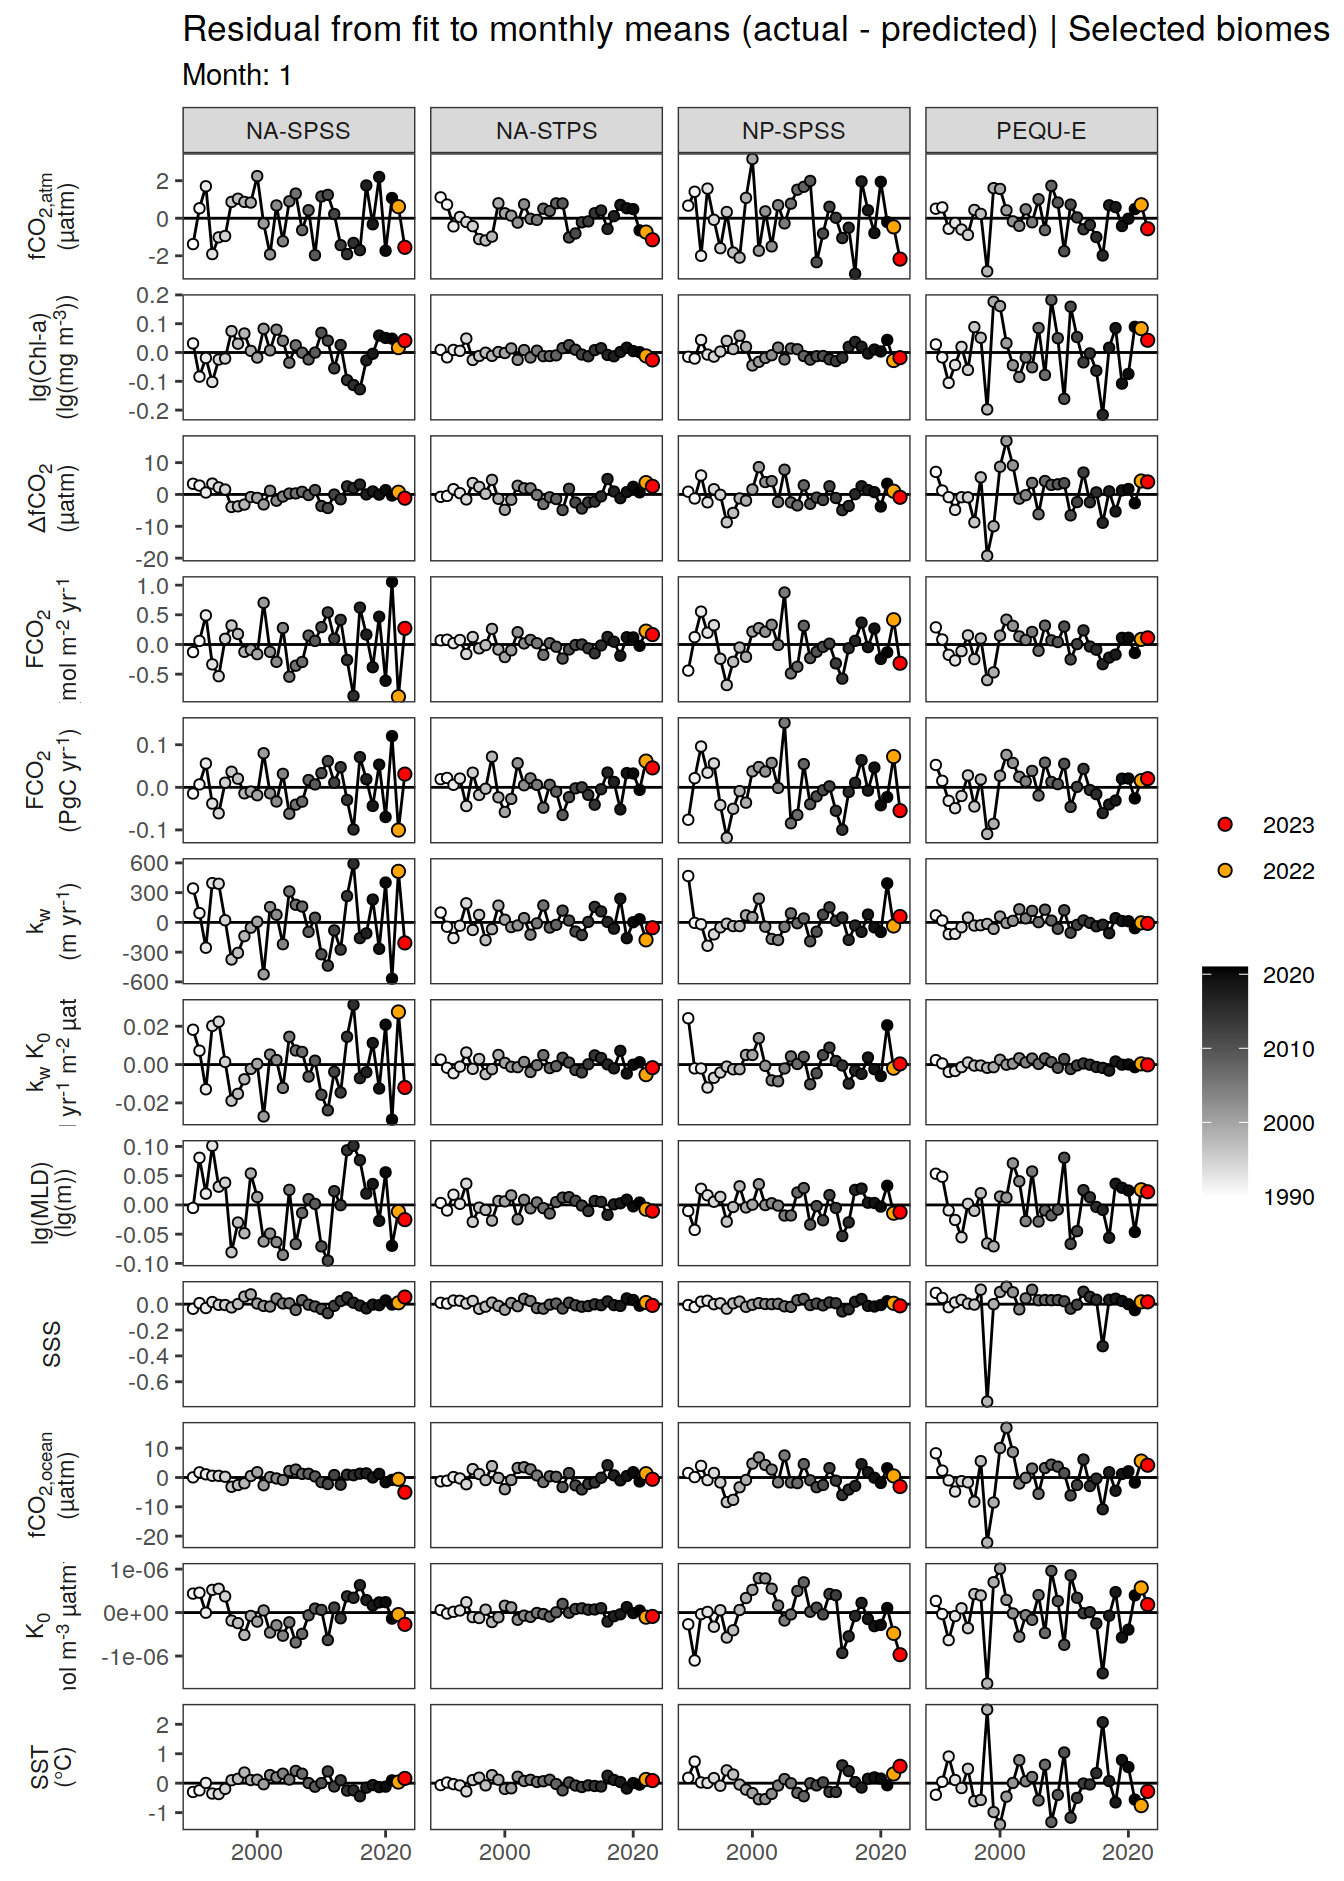 Residual from fit to monthly means (actual - predicted) | Selected biomes
Month: 1
NA-SPSS
NA-STPS
NP-SPSS
PEQU-E
fCO2,atm
(µatm)
2
0
-2
lg(Chl-a)
(lg(mg m-3))
0.2
0.1
0.0
-0.1
-0.2
ΔfCO2
(µatm)
10
0
-10
-20
FCO2
mol m-2 yr-1
1.0
0.5
0.0
-0.5
FCO2
(PgC yr-1)
0.1
0.0
-0.1
kw
(m yr-1)
600
300
0
-300
-600
kw K0
yr-1 m-2 µat
0.02
0.00
-0.02
lg(MLD)
(lg(m))
0.10
0.05
0.00
-0.05
-0.10
SSS
0.0
-0.2
-0.4
-0.6
fCO2,ocean
(µatm)
10
0
-10
-20
K0
ol m-3 µatm
1e-06
0e+00
-1e-06
SST
(°C)
2
1
0
-1
2000
2020
2000
2020
2000
2020
2000
2020
2023
2022
2020
2010
2000
1990